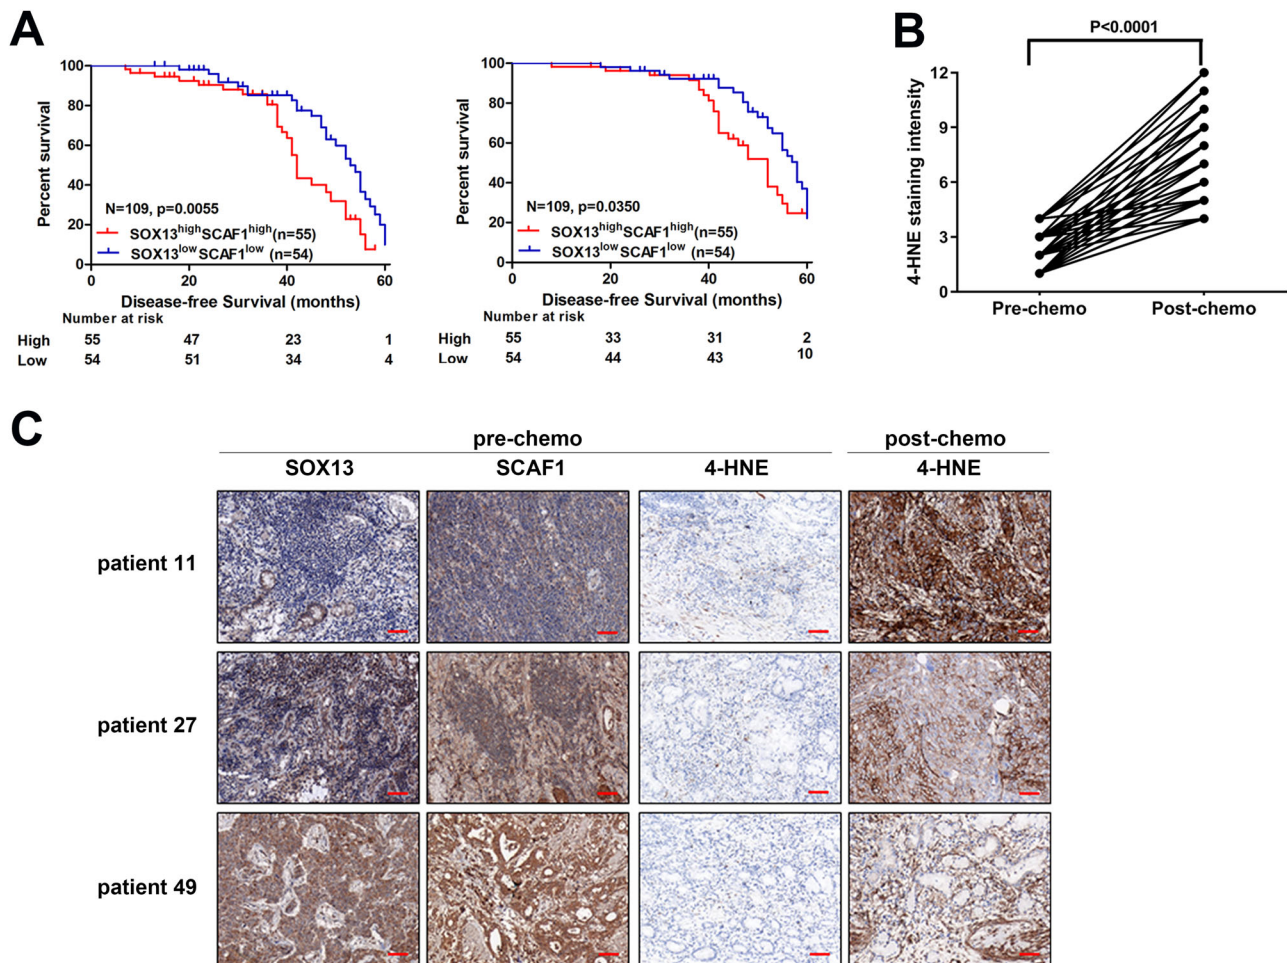 A
100
80
60
40
20
0
Percent survival
N=109, p=0.0055
SOX13highSCAF1high(n=55)
SOX13lowSCAF1low (n=54)
0 20 40 60
Disease-free Survival (months)
Number at risk
High 55 47 23 1
Low 54 51 34 4
100
80
60
40
20
0
Percent survival
N=109, p=0.0350
SOX13highSCAF1high(n=55)
SOX13lowSCAF1low (n=54)
0 20 40 60
Disease-free Survival (months)
Number at risk
High 55 33 31 2
Low 54 44 43 10
B
P<0.0001
12
9
6
3
0
4-HNE staining intensity
Pre-chemo Post-chemo
C
pre-chemo post-chemo
SOX13 SCAF1 4-HNE 4-HNE
patient 11
patient 27
patient 49